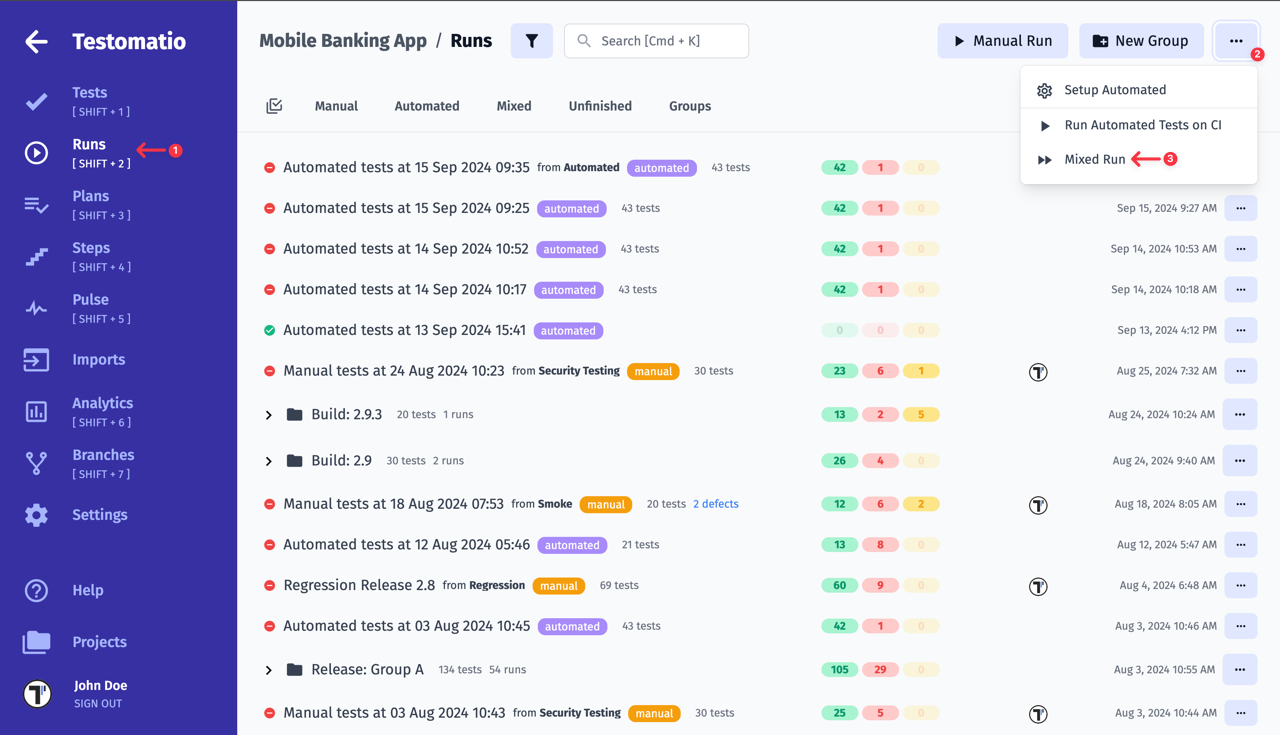 Testomatio
Tests
[ SHIFT + 1 ]
Runs
[ SHIFT + 2 ]
1
Plans
[ SHIFT + 3 ]
Steps
[ SHIFT + 4 ]
Pulse
[ SHIFT + 5 ]
Imports
Analytics
[ SHIFT + 6 ]
Branches
[ SHIFT + 7 ]
Settings
Help
Projects
John Doe
SIGN OUT
Mobile Banking App / Runs Search [Cmd + K] Manual Run New Group ...
2
Setup Automated
Run Automated Tests on CI
Mixed Run 3
Manual Automated Mixed Unfinished Groups
Automated tests at 15 Sep 2024 09:35 from Automated automated 43 tests 42 1 0
Automated tests at 15 Sep 2024 09:25 automated 43 tests 42 1 0 Sep 15, 2024 9:27 AM ...
Automated tests at 14 Sep 2024 10:52 automated 43 tests 42 1 0 Sep 14, 2024 10:53 AM ...
Automated tests at 14 Sep 2024 10:17 automated 43 tests 42 1 0 Sep 14, 2024 10:18 AM ...
Automated tests at 13 Sep 2024 15:41 automated 0 0 0 Sep 13, 2024 4:12 PM ...
Manual tests at 24 Aug 2024 10:23 from Security Testing manual 30 tests 23 6 1 T Aug 25, 2024 7:32 AM ...
Build: 2.9.3 20 tests 1 runs 13 2 5 Aug 24, 2024 10:24 AM ...
Build: 2.9 30 tests 2 runs 26 4 0 Aug 24, 2024 9:40 AM ...
Manual tests at 18 Aug 2024 07:53 from Smoke manual 20 tests 2 defects 12 6 2 T Aug 18, 2024 8:05 AM ...
Automated tests at 12 Aug 2024 05:46 automated 21 tests 13 8 0 Aug 12, 2024 5:47 AM ...
Regression Release 2.8 from Regression manual 69 tests 60 9 0 T Aug 4, 2024 6:48 AM ...
Automated tests at 03 Aug 2024 10:45 automated 43 tests 42 1 0 Aug 3, 2024 10:46 AM ...
Release: Group A 134 tests 54 runs 105 29 0 Aug 3, 2024 10:55 AM ...
Manual tests at 03 Aug 2024 10:43 from Security Testing manual 30 tests 25 5 0 T Aug 3, 2024 10:44 AM ...